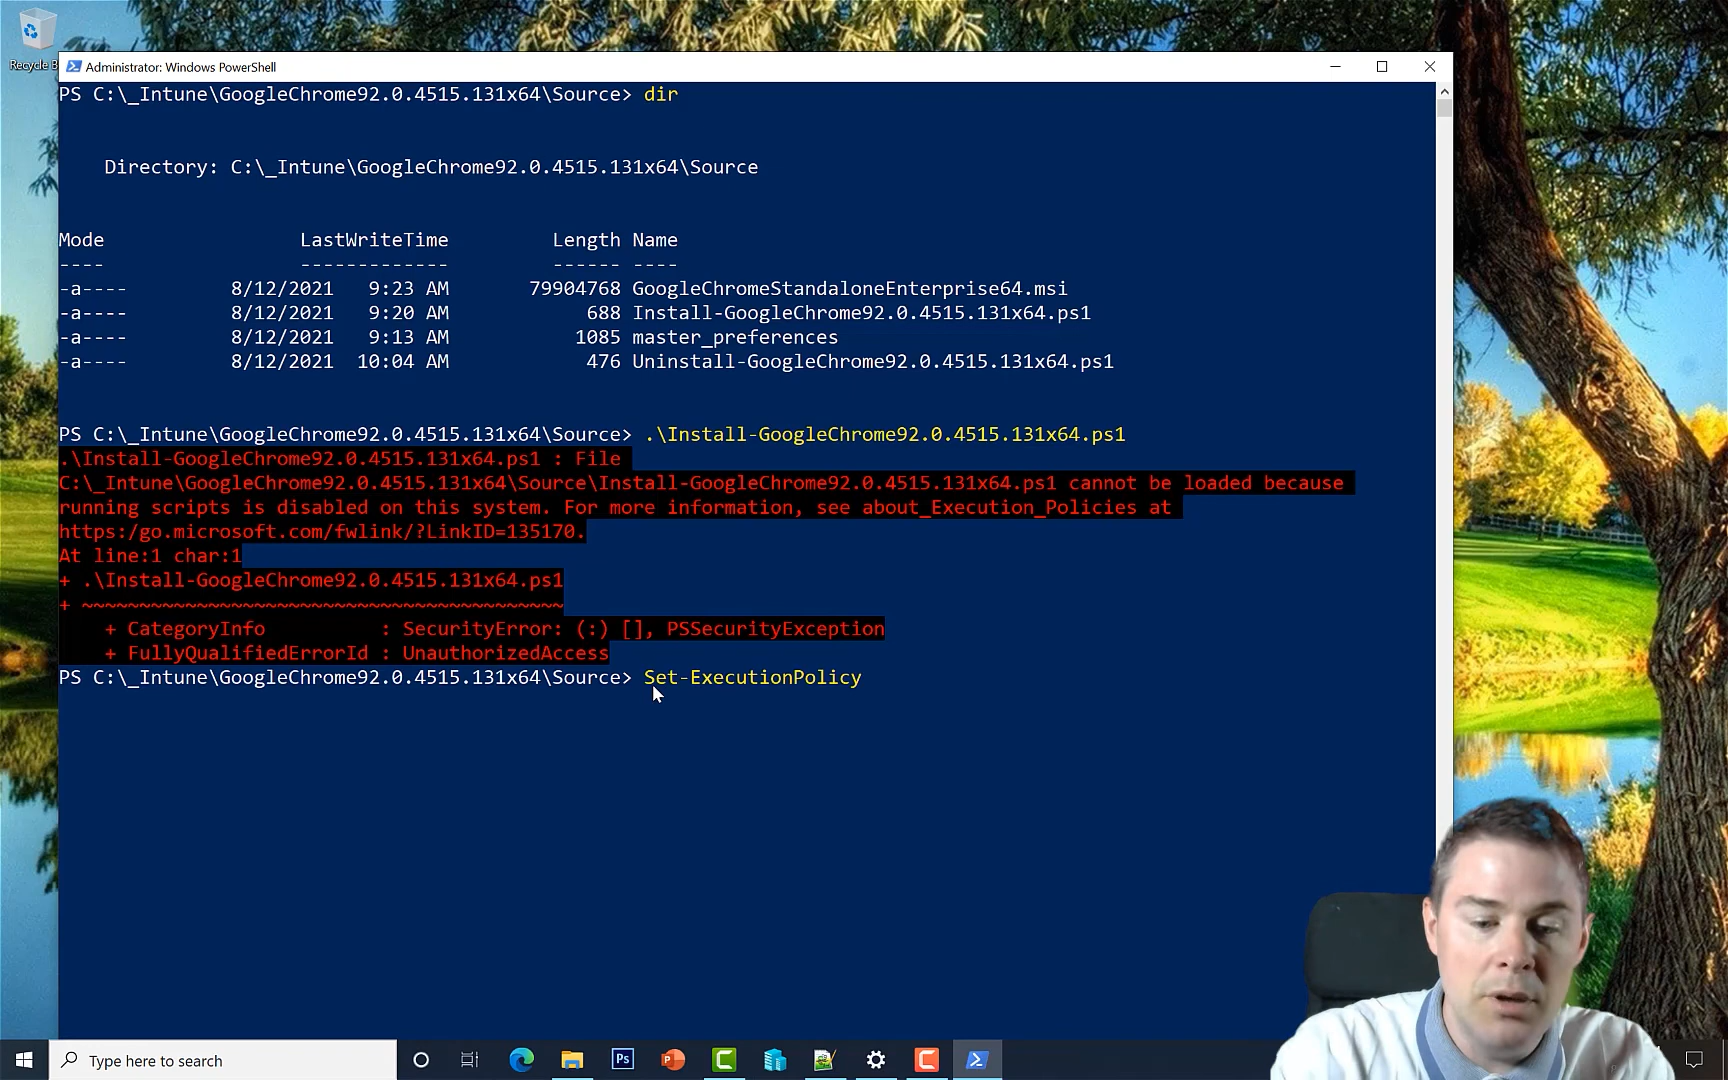 Recycle B
Administrator: Windows PowerShell
PS C:\_Intune\GoogleChrome92.0.4515.131x64\Source> dir
Directory: C:\_Intune\GoogleChrome92.0.4515.131x64\Source
Mode LastWriteTime Length Name
---- ------------- ------ ----
-a---- 8/12/2021 9:23 AM 79904768 GoogleChromeStandaloneEnterprise64.msi
-a---- 8/12/2021 9:20 AM 688 Install-GoogleChrome92.0.4515.131x64.ps1
-a---- 8/12/2021 9:13 AM 1085 master_preferences
-a---- 8/12/2021 10:04 AM 476 Uninstall-GoogleChrome92.0.4515.131x64.ps1
PS C:\_Intune\GoogleChrome92.0.4515.131x64\Source> .\Install-GoogleChrome92.0.4515.131x64.ps1
.\Install-GoogleChrome92.0.4515.131x64.ps1 : File
C:\_Intune\GoogleChrome92.0.4515.131x64\Source\Install-GoogleChrome92.0.4515.131x64.ps1 cannot be loaded because
running scripts is disabled on this system. For more information, see about_Execution_Policies at
https:/go.microsoft.com/fwlink/?LinkID=135170.
At line:1 char:1
+ .\Install-GoogleChrome92.0.4515.131x64.ps1
+ ~~~~~~~~~~~~~~~~~~~~~~~~~~~~~~~~~~~~~~~~~~
+ CategoryInfo : SecurityError: (:) [], PSSecurityException
+ FullyQualifiedErrorId : UnauthorizedAccess
PS C:\_Intune\GoogleChrome92.0.4515.131x64\Source> Set-ExecutionPolicy
Type here to search
Ps